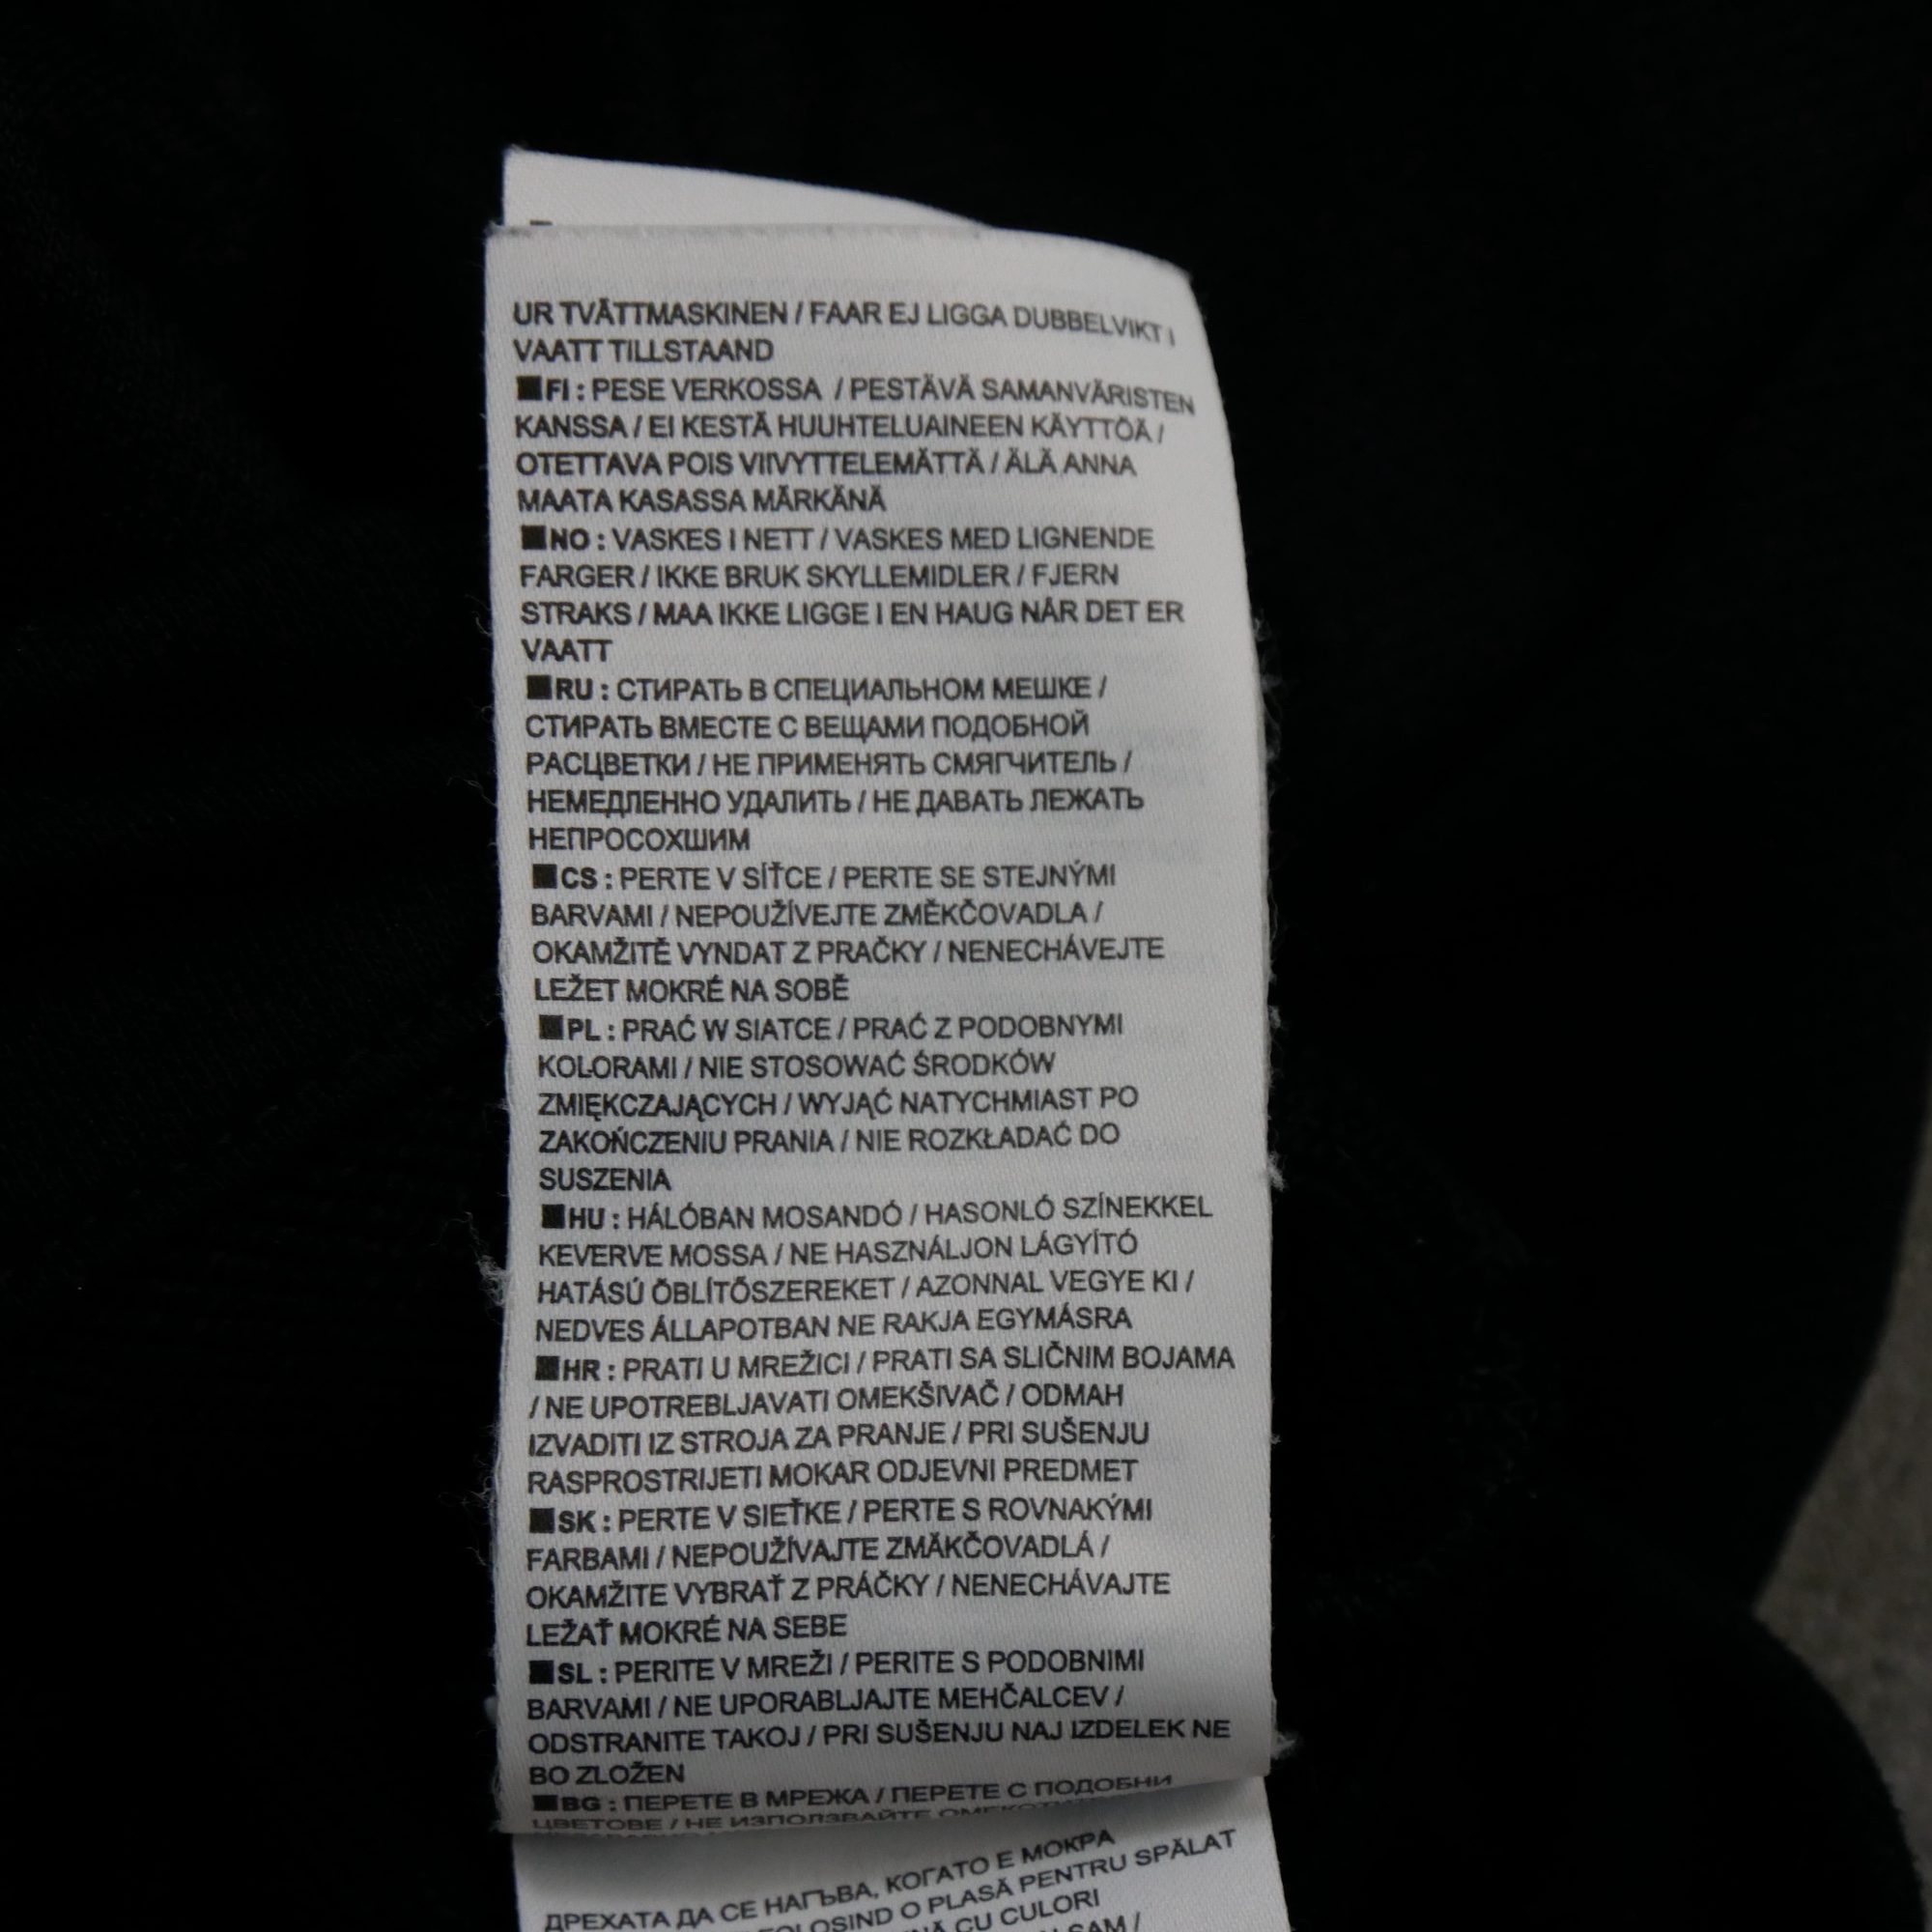 UR TVÄTTMASKINEN / FAAR EJ LIGGA DUBBELVIKT I
VAATT TILLSTAAND
■FI : PESE VERKOSSA / PESTÄVÄ SAMANVÄRISTEN
KANSSA / EI KESTÄ HUUHTELUAINEEN KÄYTTÖÄ /
OTETTAVA POIS VIIVYTTELEMÄTTÄ / ÄLÄ ANNA
MAATA KASASSA MÄRKÄNÄ
■NO : VASKES I NETT / VASKES MED LIGNENDE
FARGER / IKKE BRUK SKYLLEMIDLER / FJERN
STRAKS / MAA IKKE LIGGE I EN HAUG NÅR DET ER
VAATT
■RU : СТИРАТЬ В СПЕЦИАЛЬНОМ МЕШКЕ /
СТИРАТЬ ВМЕСТЕ С ВЕЩАМИ ПОДОБНОЙ
РАСЦВЕТКИ / НЕ ПРИМЕНЯТЬ СМЯГЧИТЕЛЬ /
НЕМЕДЛЕННО УДАЛИТЬ / НЕ ДАВАТЬ ЛЕЖАТЬ
НЕПРОСОХШИМ
■CS : PERTE V SÍŤCE / PERTE SE STEJNÝMI
BARVAMI / NEPOUŽÍVEJTE ZMĚKČOVADLA /
OKAMŽITĚ VYNDAT Z PRAČKY / NENECHÁVEJTE
LEŽET MOKRÉ NA SOBĚ
■PL : PRAĆ W SIATCE / PRAĆ Z PODOBNYMI
KOLORAMI / NIE STOSOWAĆ ŚRODKÓW
ZMIĘKCZAJĄCYCH / WYJĄĆ NATYCHMIAST PO
ZAKOŃCZENIU PRANIA / NIE ROZKŁADAĆ DO
SUSZENIA
■HU : HÁLÓBAN MOSANDÓ / HASONLÓ SZÍNEKKEL
KEVERVE MOSSA / NE HASZNÁLJON LÁGYÍTÓ
HATÁSÚ ÖBLÍTŐSZEREKET / AZONNAL VEGYE KI /
NEDVES ÁLLAPOTBAN NE RAKJA EGYMÁSRA
■HR : PRATI U MREŽICI / PRATI SA SLIČNIM BOJAMA
/ NE UPOTREBLJAVATI OMEKŠIVAČ / ODMAH
IZVADITI IZ STROJA ZA PRANJE / PRI SUŠENJU
RASPROSTRIJETI MOKAR ODJEVNI PREDMET
■SK : PERTE V SIEŤKE / PERTE S ROVNAKÝMI
FARBAMI / NEPOUŽÍVAJTE ZMÄKČOVADLÁ /
OKAMŽITE VYBRAŤ Z PRÁČKY / NENECHÁVAJTE
LEŽAŤ MOKRÉ NA SEBE
■SL : PERITE V MREŽI / PERITE S PODOBNIMI
BARVAMI / NE UPORABLJAJTE MEHČALCEV /
ODSTRANITE TAKOJ / PRI SUŠENJU NAJ IZDELEK NE
BO ZLOŽEN
■BG : ПЕРЕТЕ В МРЕЖА / ПЕРЕТЕ С ПОДОБНИ
ЦВЕТОВЕ / НЕ ИЗПОЛЗВАЙТЕ
ДРЕХАТА ДА СЕ НАГЪВА, КОГАТО Е МОКРА
O PLASĂ PENTRU SPĂLAT
CU CULORI